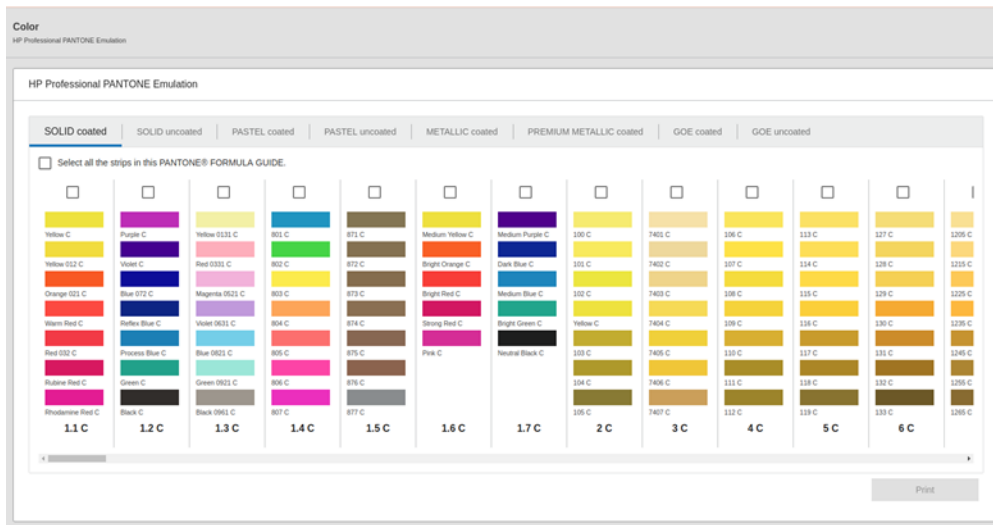 Color
HP Professional PANTONE Emulation
HP Professional PANTONE Emulation
SOLID coated SOLID uncoated PASTEL coated PASTEL uncoated METALLIC coated PREMIUM METALLIC coated GOE coated GOE uncoated
Select all the strips in this PANTONE® FORMULA GUIDE.
Yellow C Purple C Yellow 0131 C 801 C 871 C Medium Yellow C Medium Purple C 100 C 7401 C 106 C 113 C 127 C 1205 C
Yellow 012 C Violet C Red 0331 C 802 C 872 C Bright Orange C Dark Blue C 101 C 7402 C 107 C 114 C 128 C 1215 C
Orange 021 C Blue 072 C Magenta 0521 C 803 C 873 C Bright Red C Medium Blue C 102 C 7403 C 108 C 115 C 129 C 1225 C
Warm Red C Reflex Blue C Violet 0631 C 804 C 874 C Strong Red C Bright Green C Yellow C 7404 C 109 C 116 C 130 C 1235 C
Red 032 C Process Blue C Blue 0821 C 805 C 875 C Pink C Neutral Black C 103 C 7405 C 110 C 117 C 131 C 1245 C
Rubine Red C Green C Green 0921 C 806 C 876 C 104 C 7406 C 111 C 118 C 132 C 1255 C
Rhodamine Red C Black C Black 0961 C 807 C 877 C 105 C 7407 C 112 C 119 C 133 C 1265 C
1.1 C 1.2 C 1.3 C 1.4 C 1.5 C 1.6 C 1.7 C 2 C 3 C 4 C 5 C 6 C
Print